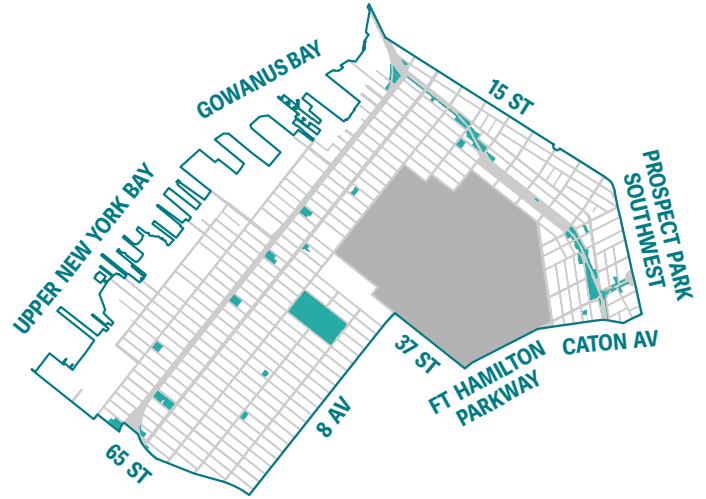 GOWANUS BAY
15 ST
PROSPECT PARK
SOUTHWEST
UPPER NEW YORK BAY
37 ST
CATON AV
FT HAMILTON
PARKWAY
8 AV
65 ST